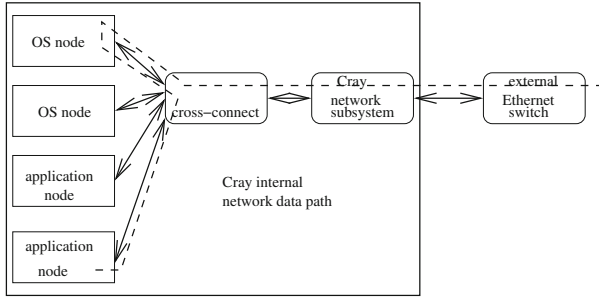 OS node
OS node
application
node
application
node
cross-connect
Cray
network
subsystem
external
Ethernet
switch
Cray internal
network data path